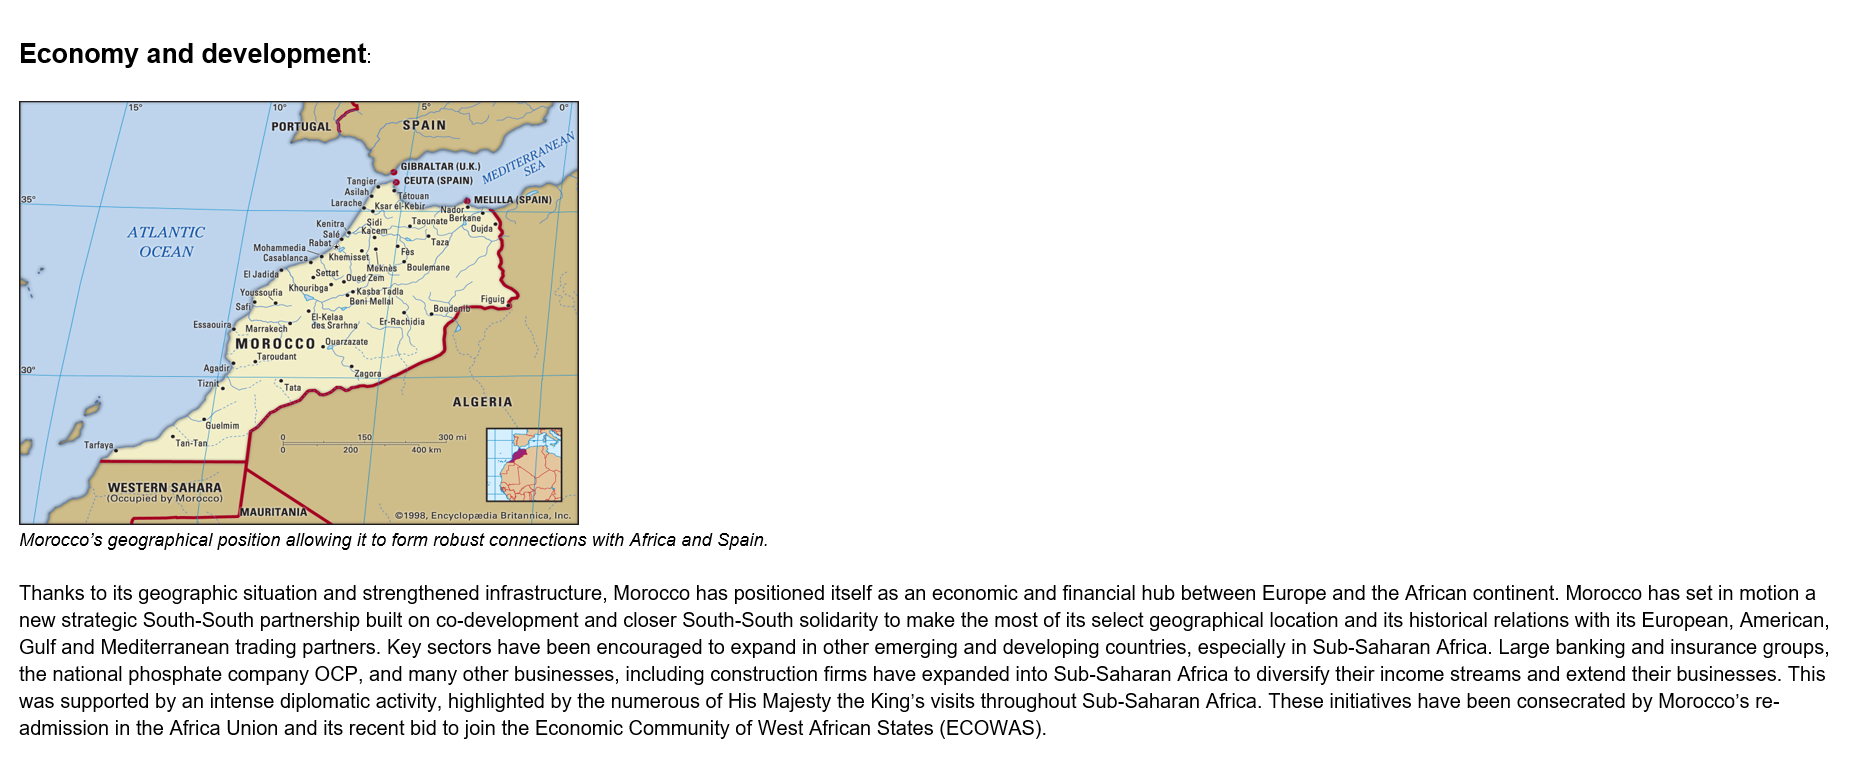 Economy and development:
15°
10°
5°
0°
PORTUGAL
SPAIN
MEDITERRANEAN
SEA
GIBRALTAR (U.K.)
Tangier
CEUTA (SPAIN)
Asilah
Tétouan
MELILLA (SPAIN)
35°
Larache
Ksar el-Kebir
Nador
Kenitra
Sidi
Kacem
Taounate
Berkane
Oujda
ATLANTIC
OCEAN
Salé
Rabat
Taza
Mohammedia
Casablanca
Khemisset
Fès
El Jadida
Settat
Meknès
Boulemane
Oued Zem
Khouribga
Youssoufia
Kasba Tadla
Beni Mellal
Figuig
Safi
Boudenib
El-Kelaa
des Srarhna
Er-Rachidia
Essaouira
Marrakech
MOROCCO
Ouarzazate
Taroudant
30°
Agadir
Zagora
Tiznit
Tata
ALGERIA
Guelmim
Tan-Tan
Tarfaya
0 150 300 mi
0 200 400 km
WESTERN SAHARA
(Occupied by Morocco)
MAURITANIA
©1998, Encyclopædia Britannica, Inc.
Morocco’s geographical position allowing it to form robust connections with Africa and Spain.
Thanks to its geographic situation and strengthened infrastructure, Morocco has positioned itself as an economic and financial hub between Europe and the African continent. Morocco has set in motion a
new strategic South-South partnership built on co-development and closer South-South solidarity to make the most of its select geographical location and its historical relations with its European, American,
Gulf and Mediterranean trading partners. Key sectors have been encouraged to expand in other emerging and developing countries, especially in Sub-Saharan Africa. Large banking and insurance groups,
the national phosphate company OCP, and many other businesses, including construction firms have expanded into Sub-Saharan Africa to diversify their income streams and extend their businesses. This
was supported by an intense diplomatic activity, highlighted by the numerous of His Majesty the King’s visits throughout Sub-Saharan Africa. These initiatives have been consecrated by Morocco’s re-
admission in the Africa Union and its recent bid to join the Economic Community of West African States (ECOWAS).